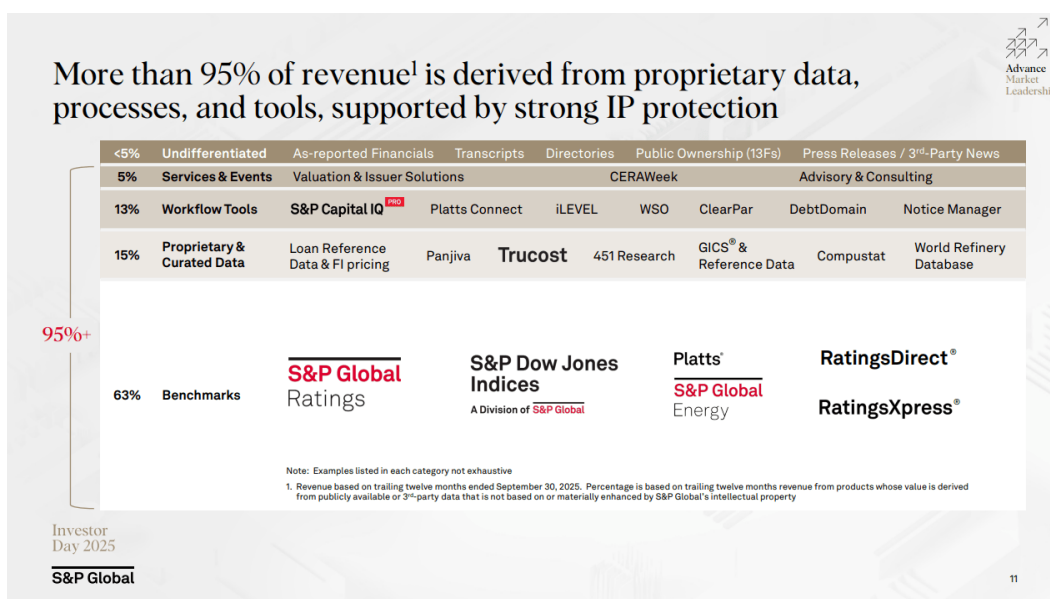 Advance
Market
Leadershi
More than 95% of revenue¹ is derived from proprietary data,
processes, and tools, supported by strong IP protection
<5% Undifferentiated As-reported Financials Transcripts Directories Public Ownership (13Fs) Press Releases / 3rd-Party News
5% Services & Events Valuation & Issuer Solutions CERAWeek Advisory & Consulting
13% Workflow Tools S&P Capital IQ PRO Platts Connect iLEVEL WSO ClearPar DebtDomain Notice Manager
15% Proprietary & Curated Data Loan Reference Data & FI pricing Panjiva Trucost 451 Research GICS® & Reference Data Compustat World Refinery Database
95%+
63% Benchmarks
S&P Global
Ratings
S&P Dow Jones
Indices
A Division of S&P Global
Platts®
S&P Global
Energy
RatingsDirect®
RatingsXpress®
Note: Examples listed in each category not exhaustive
1. Revenue based on trailing twelve months ended September 30, 2025. Percentage is based on trailing twelve months revenue from products whose value is derived
from publicly available or 3rd-party data that is not based on or materially enhanced by S&P Global's intellectual property
Investor
Day 2025
S&P Global
11